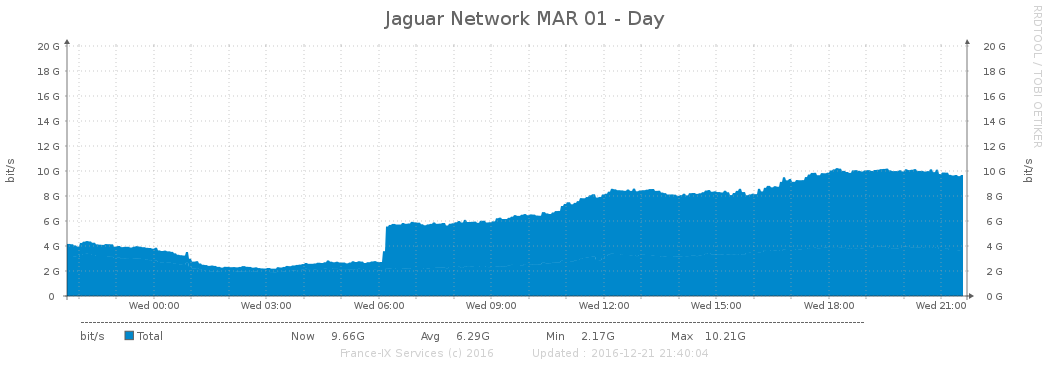 Jaguar Network MAR 01 - Day
RRDTOOL / TOBI OETIKER
bit/s
20 G 20 G
18 G 18 G
16 G 16 G
14 G 14 G
12 G 12 G
10 G 10 G
8 G 8 G
6 G 6 G
4 G 4 G
2 G 2 G
0 0 G
bit/s
Wed 00:00 Wed 03:00 Wed 06:00 Wed 09:00 Wed 12:00 Wed 15:00 Wed 18:00 Wed 21:00
bit/s Total Now 9.66G Avg 6.29G Min 2.17G Max 10.21G
France-IX Services (c) 2016 Updated : 2016-12-21 21:40:04